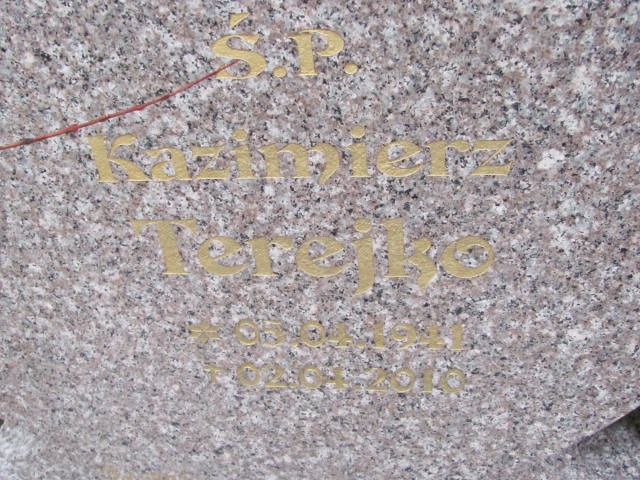 Ś.P.
Kazimierz
Terejko
* 05.04.1941
† 02.04.2010